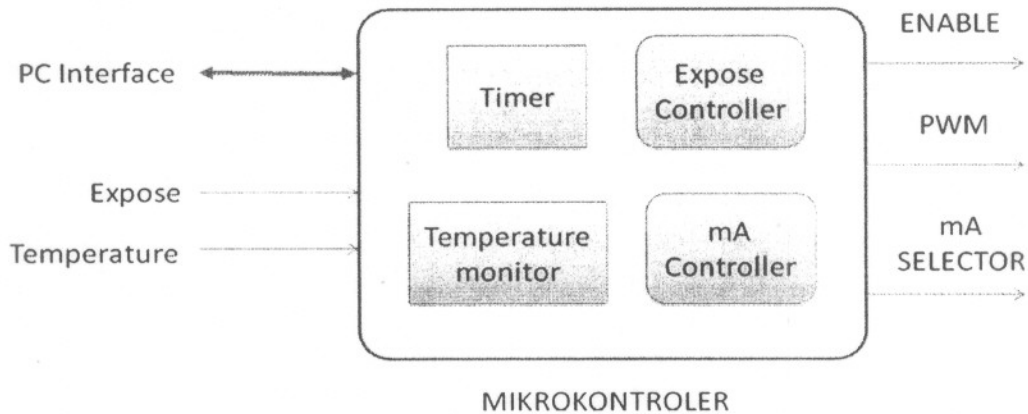 PC Interface
Expose
Temperature
Timer
Expose
Controller
Temperature
monitor
mA
Controller
ENABLE
PWM
mA
SELECTOR
MIKROKONTROLER